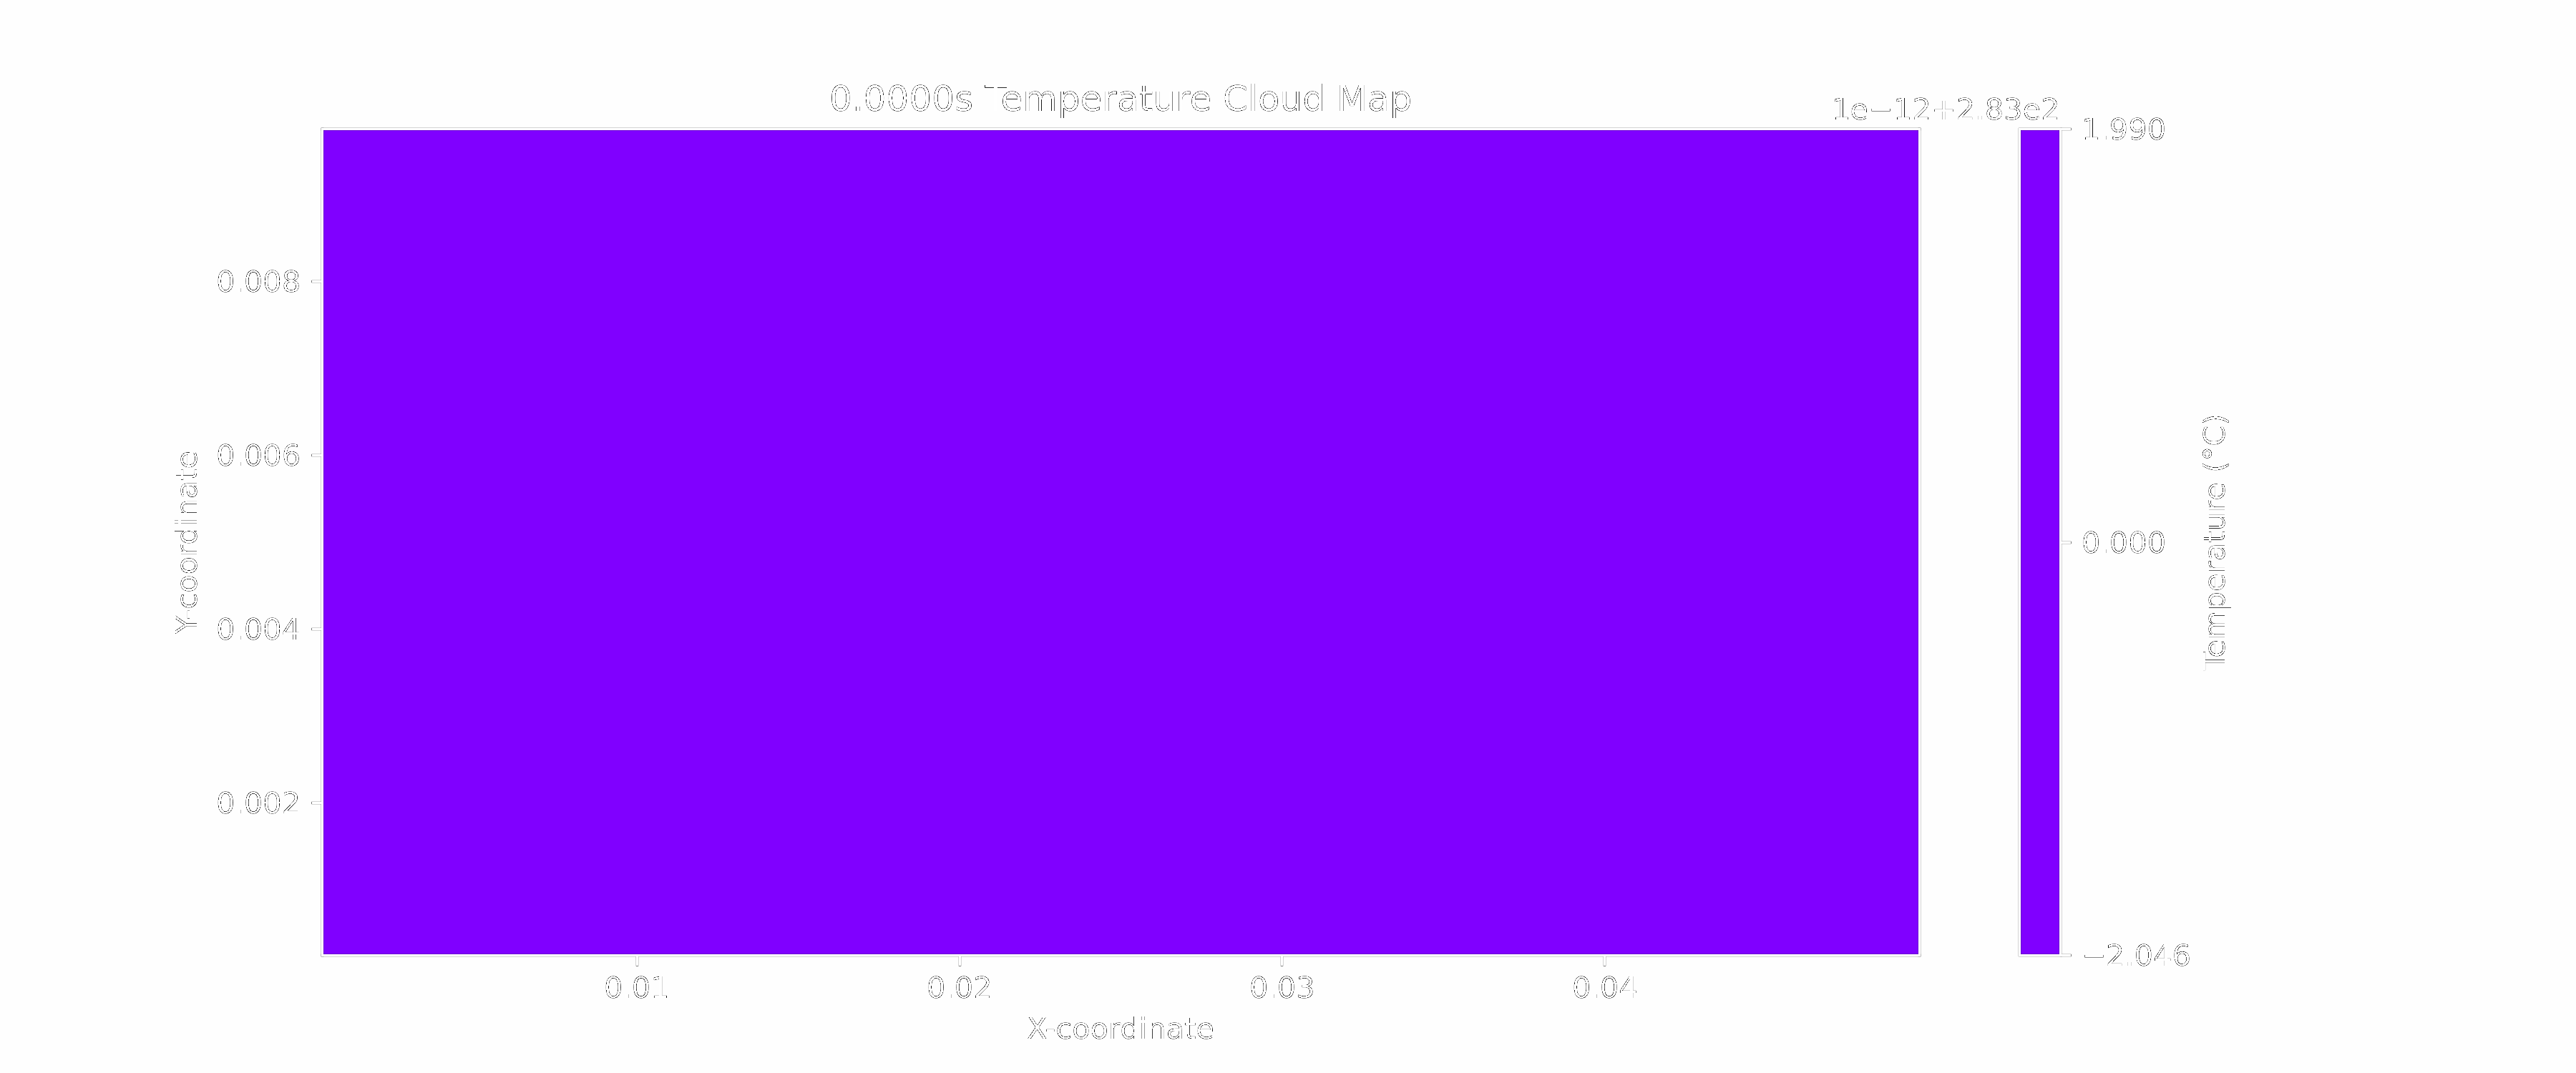 0.0000s Temperature Cloud Map
1e−12+2.83e2
1.990
0.000
−2.046
Temperature (°C)
0.008
0.006
0.004
0.002
Y-coordinate
0.01
0.02
0.03
0.04
X-coordinate